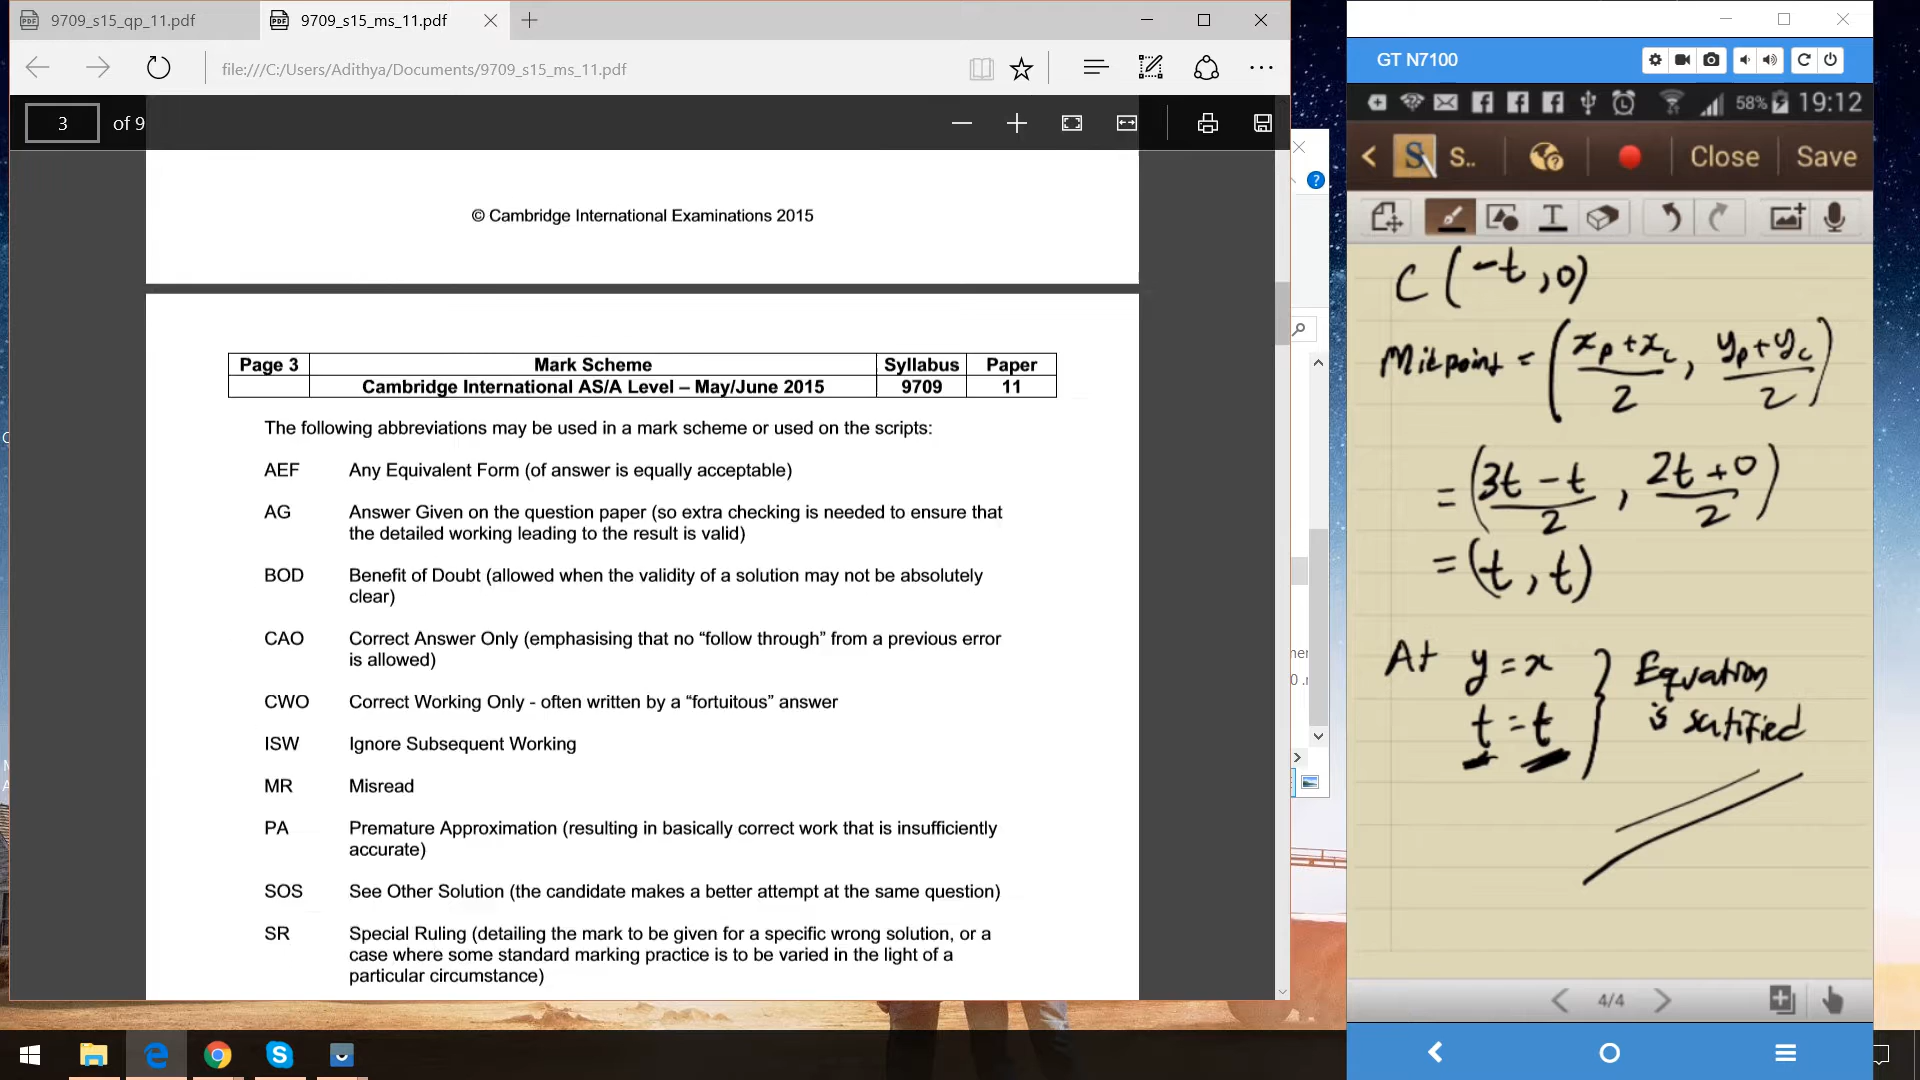 9709_s15_qp_11.pdf
9709_s15_ms_11.pdf
file:///C:/Users/Adithya/Documents/9709_s15_ms_11.pdf
3 of 9
© Cambridge International Examinations 2015
Page 3 Mark Scheme Syllabus Paper
Cambridge International AS/A Level – May/June 2015 9709 11
The following abbreviations may be used in a mark scheme or used on the scripts:
AEF Any Equivalent Form (of answer is equally acceptable)
AG Answer Given on the question paper (so extra checking is needed to ensure that
the detailed working leading to the result is valid)
BOD Benefit of Doubt (allowed when the validity of a solution may not be absolutely
clear)
CAO Correct Answer Only (emphasising that no “follow through” from a previous error
is allowed)
CWO Correct Working Only - often written by a “fortuitous” answer
ISW Ignore Subsequent Working
MR Misread
PA Premature Approximation (resulting in basically correct work that is insufficiently
accurate)
SOS See Other Solution (the candidate makes a better attempt at the same question)
SR Special Ruling (detailing the mark to be given for a specific wrong solution, or a
case where some standard marking practice is to be varied in the light of a
particular circumstance)
GT N7100
58% 19:12
S S.. Close Save
C (-t, 0)
Midpoint = ((x_p + x_c)/2, (y_p + y_c)/2)
= ((3t - t)/2, (2t + 0)/2)
= (t, t)
At y = x } Equation
t = t is satified
4/4